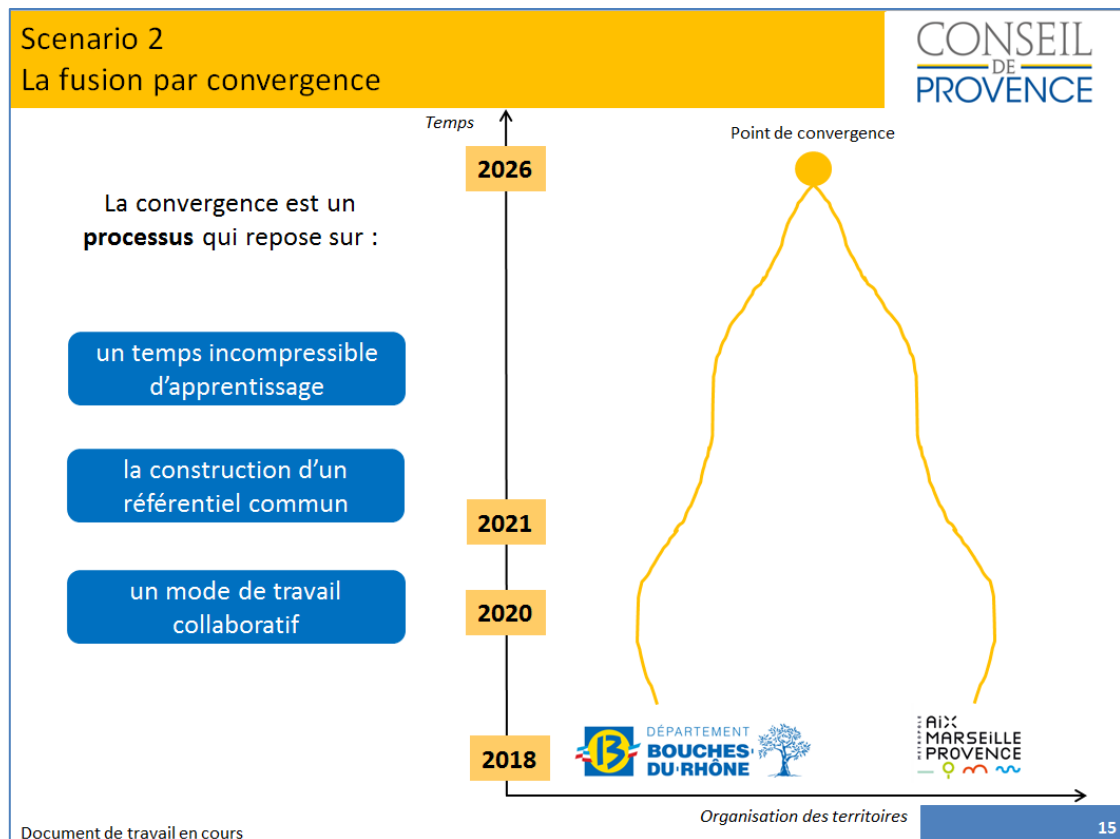 Scenario 2
La fusion par convergence
CONSEIL
DE
PROVENCE
Temps
Point de convergence
2026
La convergence est un
processus qui repose sur :
un temps incompressible
d'apprentissage
la construction d'un
référentiel commun
2021
un mode de travail
collaboratif
2020
2018
13
DÉPARTEMENT
BOUCHES-
DU-RHÔNE
AiX
MARSEILLE
PROVENCE
Organisation des territoires
Document de travail en cours
15